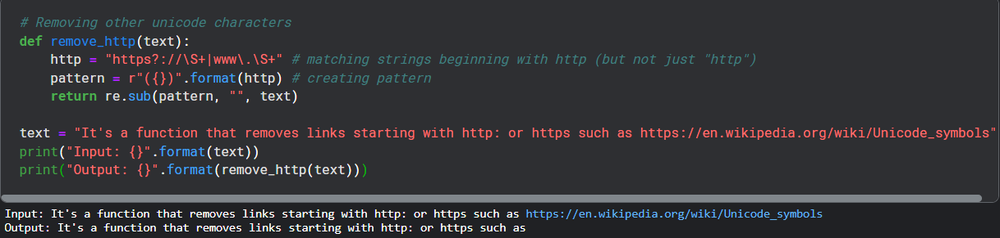 # Removing other unicode characters
def remove_http(text):
    http = "https?://\S+|www\.\S+" # matching strings beginning with http (but not just "http")
    pattern = r"({})".format(http) # creating pattern
    return re.sub(pattern, "", text)

text = "It's a function that removes links starting with http: or https such as https://en.wikipedia.org/wiki/Unicode_symbols"
print("Input: {}".format(text))
print("Output: {}".format(remove_http(text)))
Input: It's a function that removes links starting with http: or https such as https://en.wikipedia.org/wiki/Unicode_symbols
Output: It's a function that removes links starting with http: or https such as